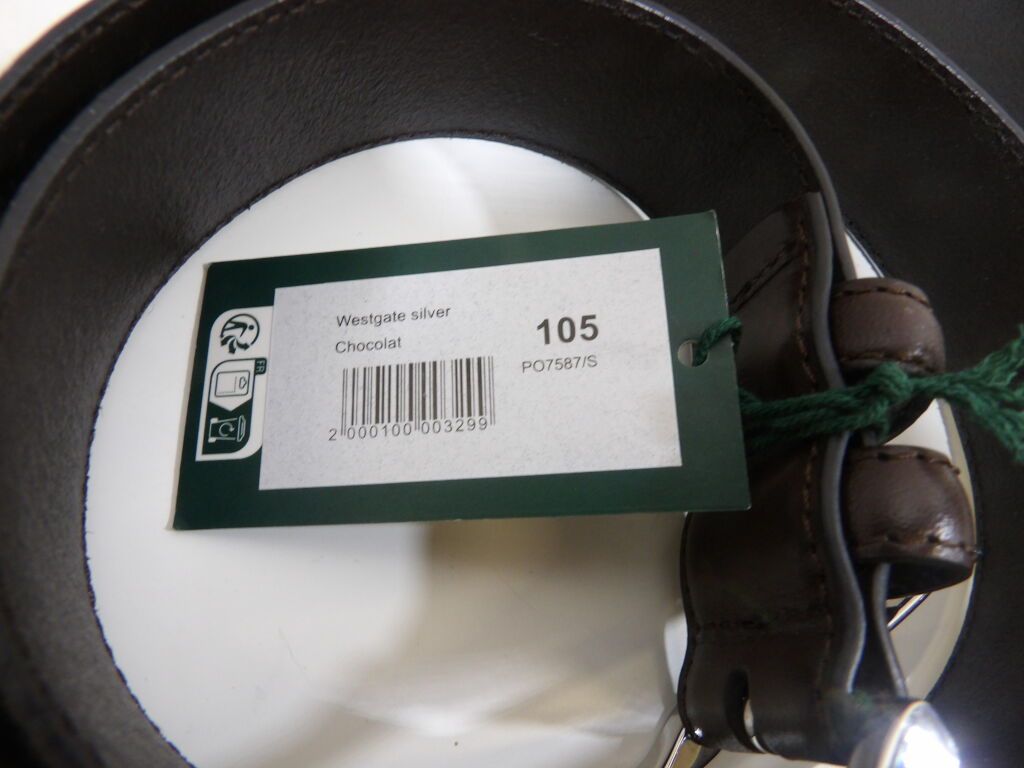 Westgate silver
Chocolat
105
PO7587/S
2 000100 003299
FR